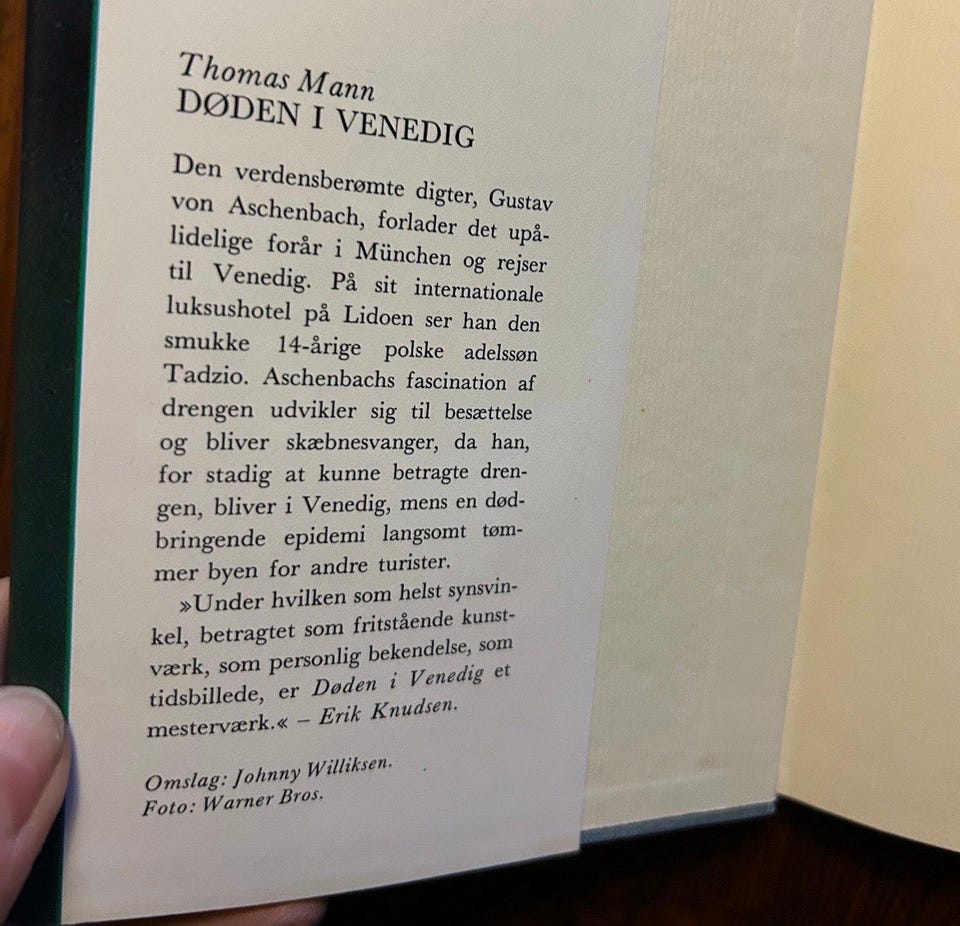 Thomas Mann
DØDEN I VENEDIG
Den verdensberømte digter, Gustav
von Aschenbach, forlader det upå-
lidelige forår i München og rejser
til Venedig. På sit internationale
luksushotel på Lidoen ser han den
smukke 14-årige polske adelssøn
Tadzio. Aschenbachs fascination af
drengen udvikler sig til besættelse
og bliver skæbnesvanger, da han,
for stadig at kunne betragte dren-
gen, bliver i Venedig, mens en død-
bringende epidemi langsomt tøm-
mer byen for andre turister.
»Under hvilken som helst synsvin-
kel, betragtet som fritstående kunst-
værk, som personlig bekendelse, som
tidsbillede, er Døden i Venedig et
mesterværk.« – Erik Knudsen.
Omslag: Johnny Williksen.
Foto: Warner Bros.